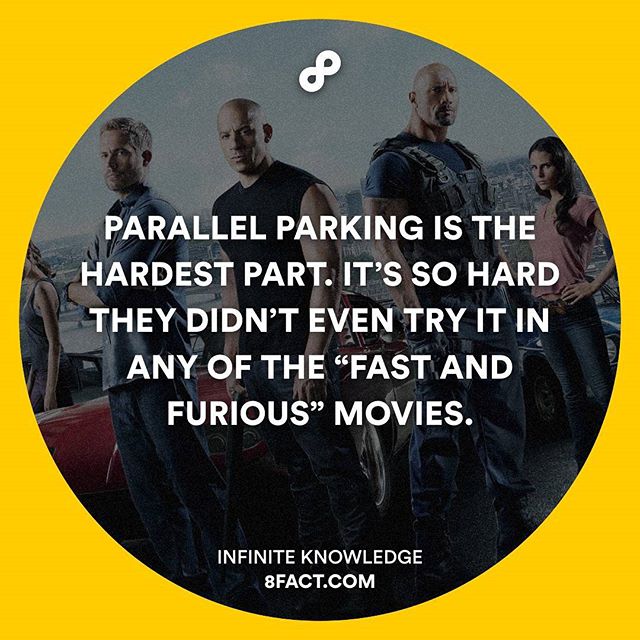 PARALLEL PARKING IS THE
HARDEST PART. IT’S SO HARD
THEY DIDN’T EVEN TRY IT IN
ANY OF THE “FAST AND
FURIOUS” MOVIES.
INFINITE KNOWLEDGE
8FACT.COM